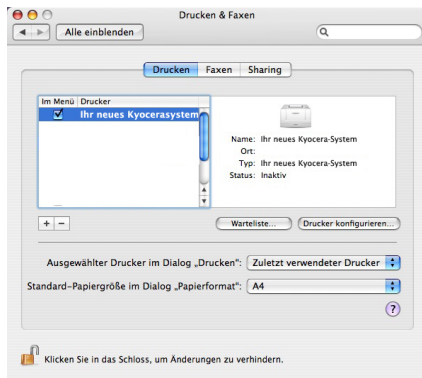 Drucken & Faxen
Alle einblenden
Drucken Faxen Sharing
Im Menü Drucker
Ihr neues Kyocerasystem
Name: Ihr neues Kyocera-System
Ort:
Typ: Ihr neues Kyocera-System
Status: Inaktiv
+ −
Warteliste... Drucker konfigurieren...
Ausgewählter Drucker im Dialog „Drucken“: Zuletzt verwendeter Drucker
Standard-Papiergröße im Dialog „Papierformat“: A4
?
Klicken Sie in das Schloss, um Änderungen zu verhindern.